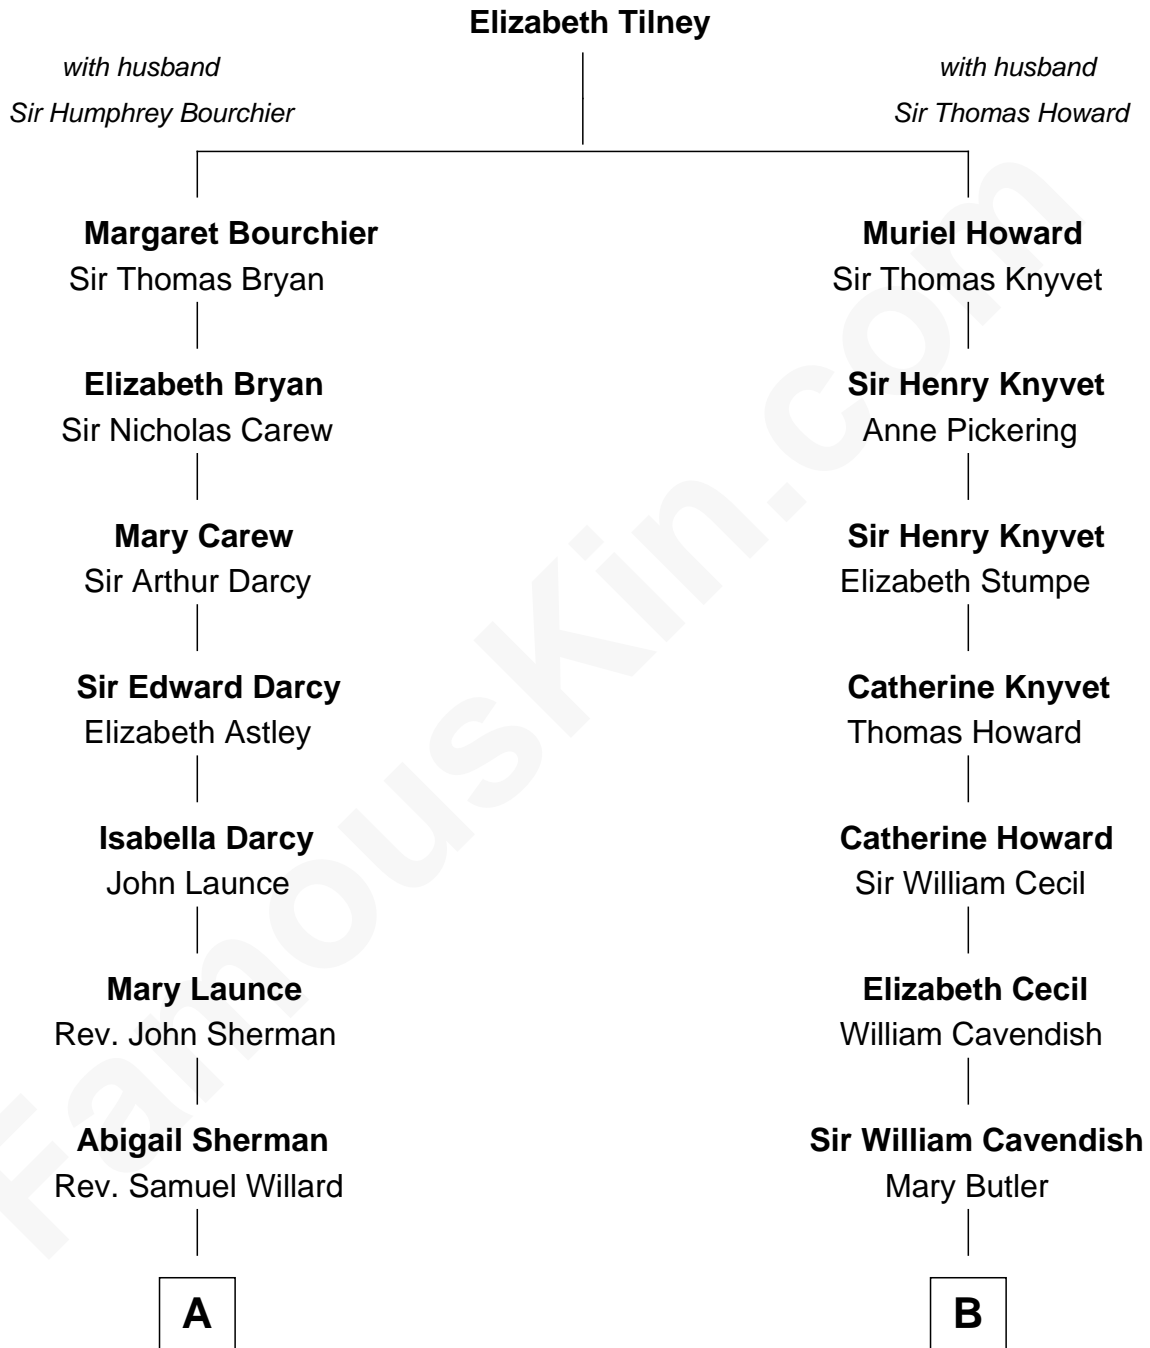 Elizabeth Tilney
with husband
Sir Humphrey Bourchier
with husband
Sir Thomas Howard
Margaret Bourchier
Sir Thomas Bryan
Muriel Howard
Sir Thomas Knyvet
Elizabeth Bryan
Sir Nicholas Carew
Sir Henry Knyvet
Anne Pickering
Mary Carew
Sir Arthur Darcy
Sir Henry Knyvet
Elizabeth Stumpe
Sir Edward Darcy
Elizabeth Astley
Catherine Knyvet
Thomas Howard
Isabella Darcy
John Launce
Catherine Howard
Sir William Cecil
Mary Launce
Rev. John Sherman
Elizabeth Cecil
William Cavendish
Abigail Sherman
Rev. Samuel Willard
Sir William Cavendish
Mary Butler
A
B
FamousKin.com